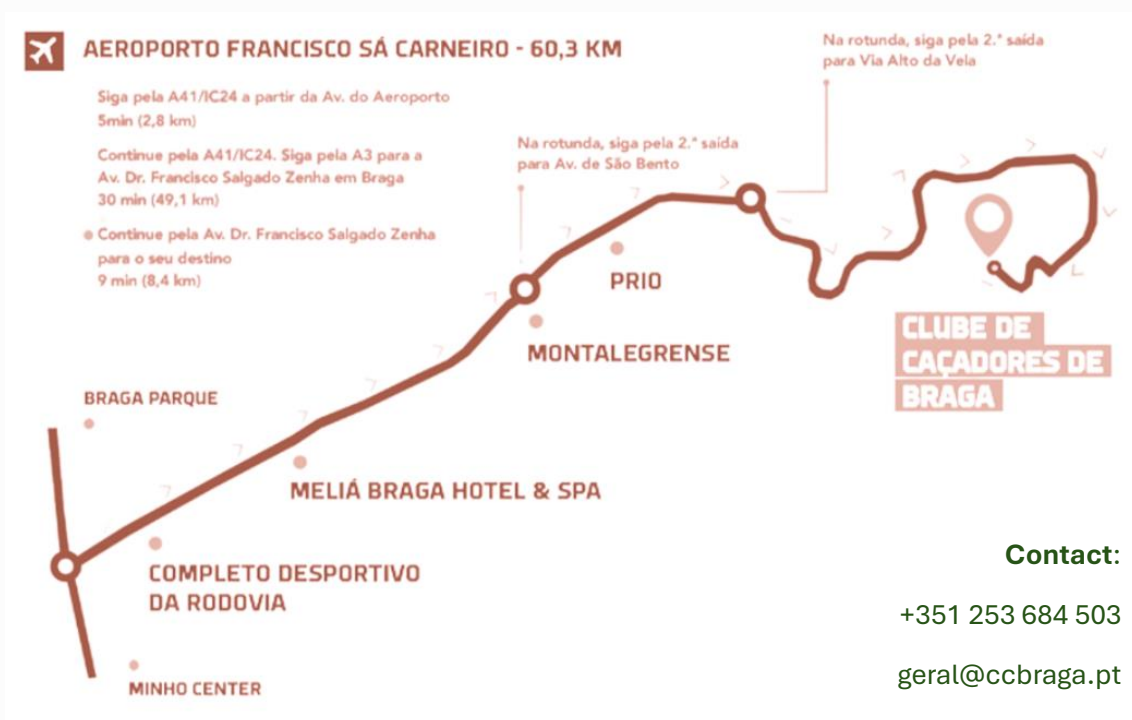 AEROPORTO FRANCISCO SÁ CARNEIRO - 60,3 KM
Siga pela A41/IC24 a partir da Av. do Aeroporto
5min (2,8 km)
Continue pela A41/IC24. Siga pela A3 para a
Av. Dr. Francisco Salgado Zenha em Braga
30 min (49,1 km)
Continue pela Av. Dr. Francisco Salgado Zenha
para o seu destino
9 min (8,4 km)
Na rotunda, siga pela 2.ª saída
para Via Alto da Vela
Na rotunda, siga pela 2.ª saída
para Av. de São Bento
PRIO
MONTALEGRENSE
CLUBE DE
CAÇADORES DE
BRAGA
BRAGA PARQUE
MELIÁ BRAGA HOTEL & SPA
COMPLETO DESPORTIVO
DA RODOVIA
MINHO CENTER
Contact:
+351 253 684 503
geral@ccbraga.pt